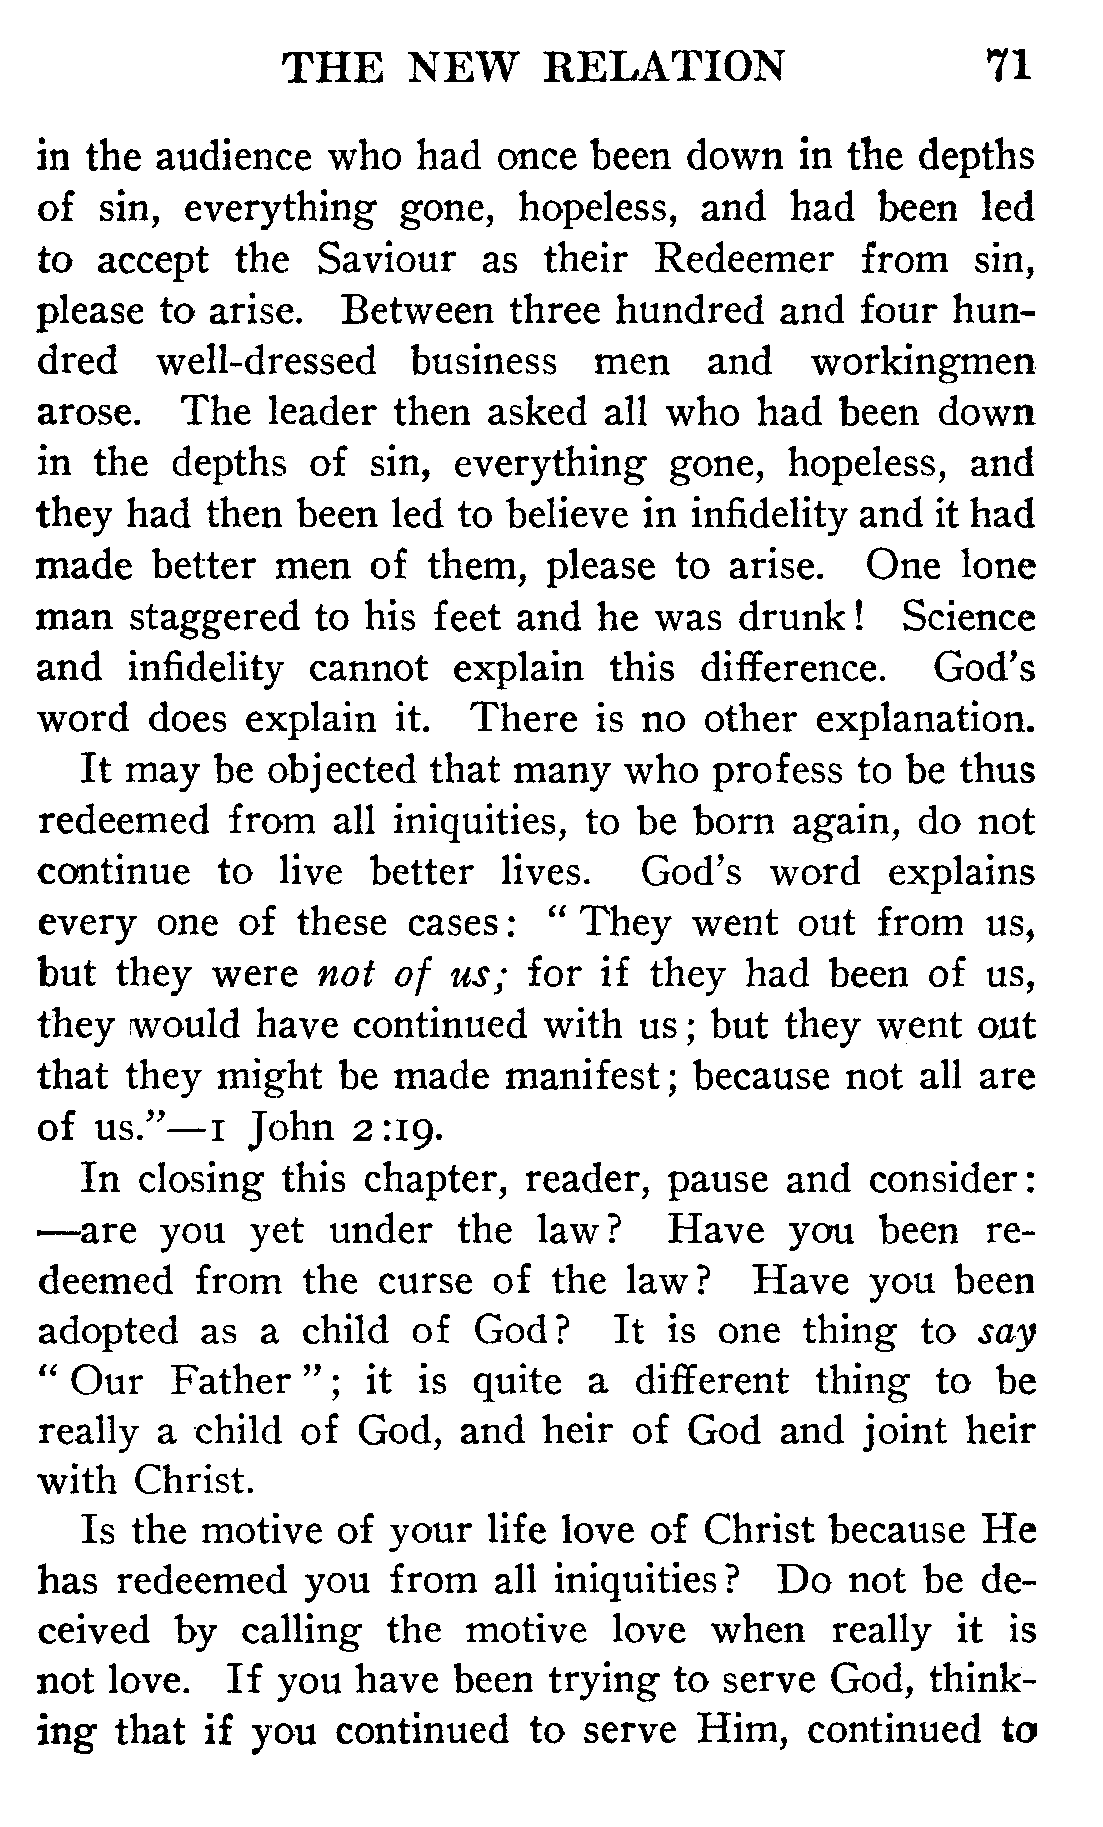 THE NEW RELATION 71
in the audience who had once been down in the depths
of sin, everything gone, hopeless, and had been led
to accept the Saviour as their Redeemer from sin,
please to arise. Between three hundred and four hun-
dred well-dressed business men and workingmen
arose. The leader then asked all who had been down
in the depths of sin, everything gone, hopeless, and
they had then been led to believe in infidelity and it had
made better men of them, please to arise. One lone
man staggered to his feet and he was drunk! Science
and infidelity cannot explain this difference. God's
word does explain it. There is no other explanation.
It may be objected that many who profess to be thus
redeemed from all iniquities, to be born again, do not
continue to live better lives. God's word explains
every one of these cases: " They went out from us,
but they were not of us; for if they had been of us,
they would have continued with us; but they went out
that they might be made manifest; because not all are
of us."—1 John 2:19.
In closing this chapter, reader, pause and consider:
—are you yet under the law? Have you been re-
deemed from the curse of the law? Have you been
adopted as a child of God? It is one thing to say
" Our Father "; it is quite a different thing to be
really a child of God, and heir of God and joint heir
with Christ.
Is the motive of your life love of Christ because He
has redeemed you from all iniquities? Do not be de-
ceived by calling the motive love when really it is
not love. If you have been trying to serve God, think-
ing that if you continued to serve Him, continued to